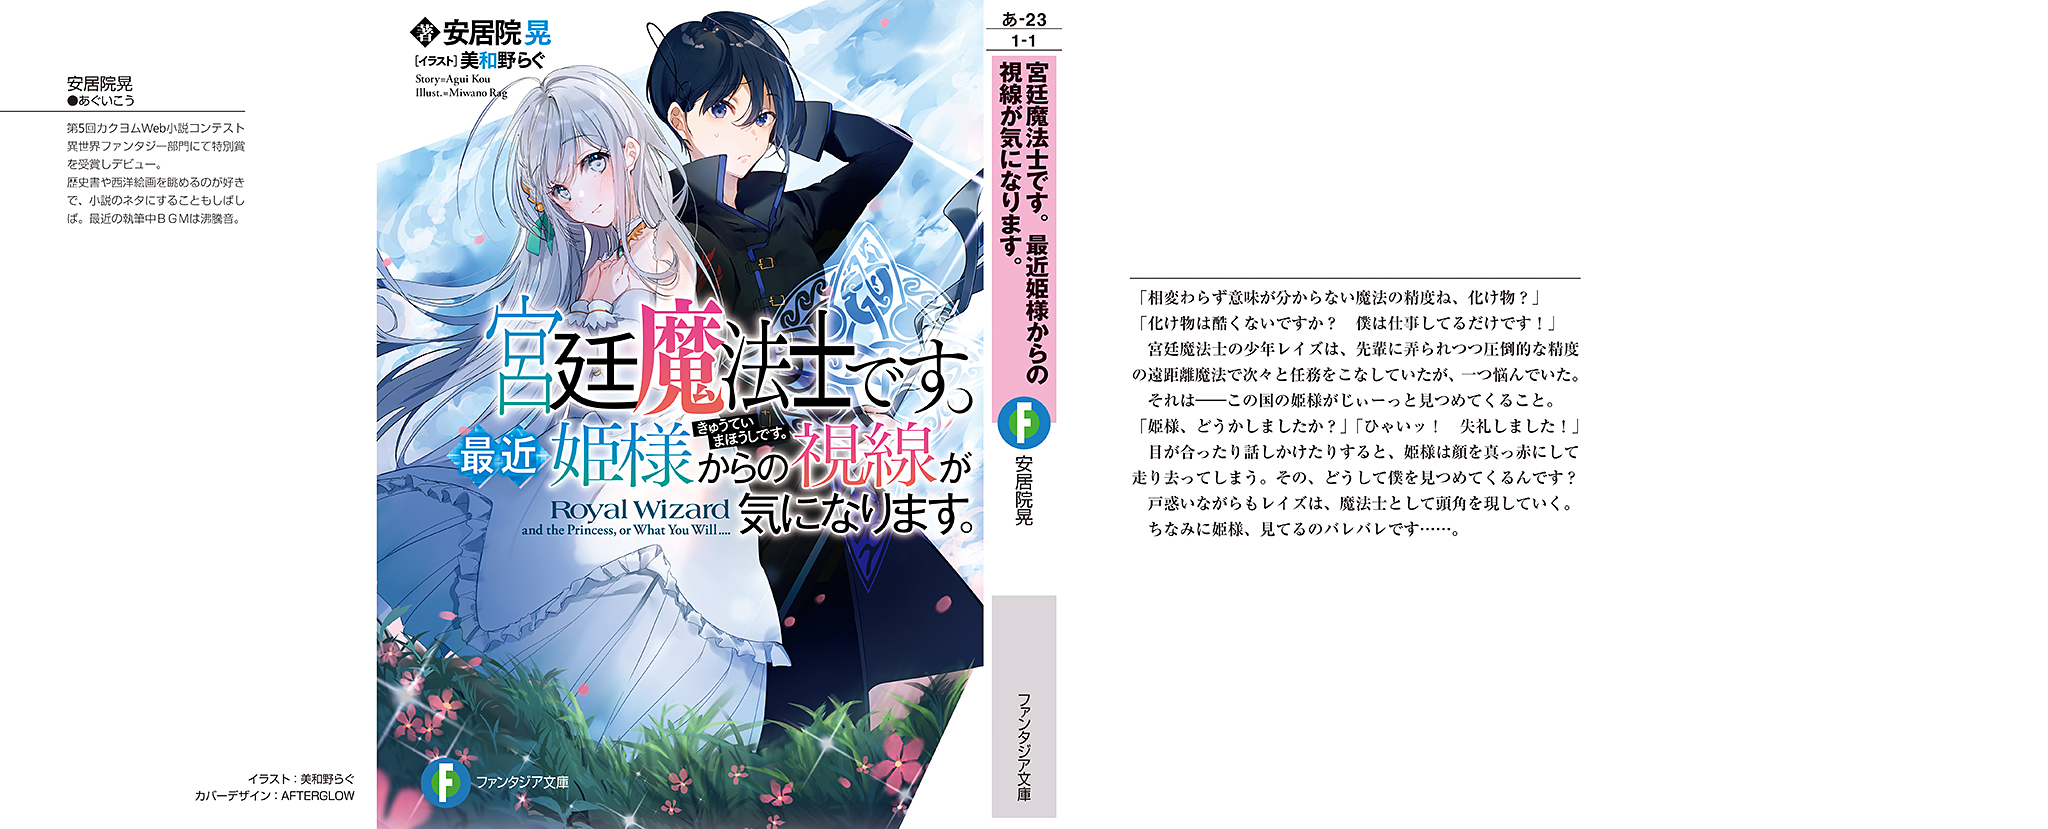 安居院晃
●あぐいこう
第5回カクヨムWeb小説コンテスト
異世界ファンタジー部門にて特別賞
を受賞しデビュー。
歴史書や西洋絵画を眺めるのが好き
で、小説のネタにすることもしばし
ば。最近の執筆中ＢＧＭは沸騰音。
イラスト：美和野らぐ
カバーデザイン：AFTERGLOW
著 安居院 晃
[イラスト] 美和野らぐ
Story=Agui Kou
Illust.=Miwano Rag
宮廷魔法士です。
きゅうてい
まほうしです。
最近 姫様からの視線が
気になります。
Royal Wizard
and the Princess, or What You Will....
F ファンタジア文庫
あ-23
1-1
宮廷魔法士です。 最近姫様からの
視線が気になります。
F
安居院晃
ファンタジア文庫
「相変わらず意味が分からない魔法の精度ね、化け物？」
「化け物は酷くないですか？　僕は仕事してるだけです！」
　宮廷魔法士の少年レイズは、先輩に弄られつつ圧倒的な精度
の遠距離魔法で次々と任務をこなしていたが、一つ悩んでいた。
　それは――この国の姫様がじぃーっと見つめてくること。
「姫様、どうかしましたか？」「ひゃいッ！　失礼しました！」
　目が合ったり話しかけたりすると、姫様は顔を真っ赤にして
走り去ってしまう。その、どうして僕を見つめてくるんです？
　戸惑いながらもレイズは、魔法士として頭角を現していく。
　ちなみに姫様、見てるのバレバレです……。